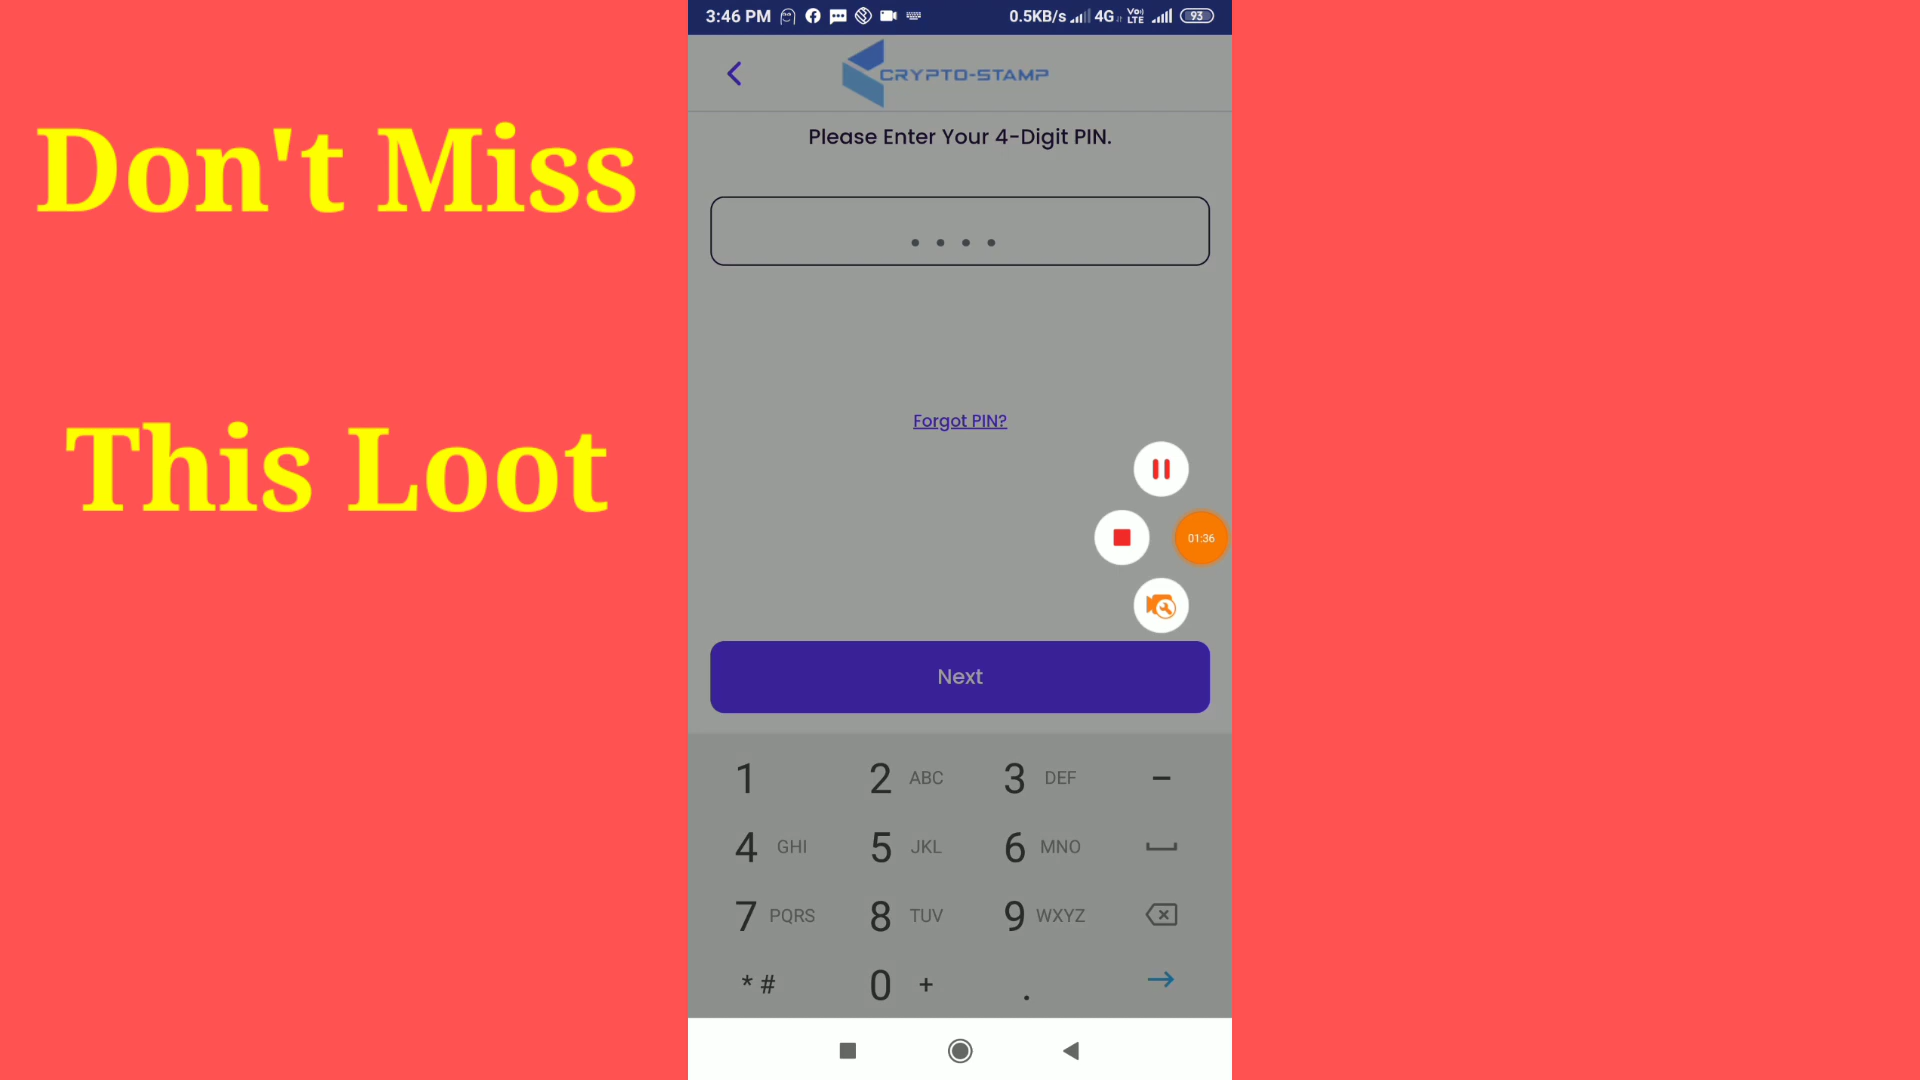 3:46 PM 0.5KB/s 4G Vo) LTE 93
CRYPTO-STAMP
Please Enter Your 4-Digit PIN.
Don't Miss
This Loot
Forgot PIN?
01:36
Next
1 2 ABC 3 DEF -
4 GHI 5 JKL 6 MNO
7 PQRS 8 TUV 9 WXYZ
* # 0 + .